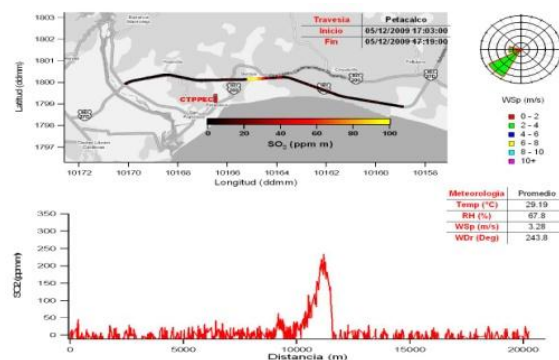 Travesia Petacalco
Inicio 05/12/2009 17:03:00
Fin 05/12/2009 17:19:00
Latitud (ddmm)
1803
1802
1800
1790
1797
CTPPEC
0 20 40 60 80 100
SO2 (ppm m)
10172 10170 10168 10166 10164 10162 10160 10158 10156
Longitud (ddmm)
WSp (m/s)
0 - 2
2 - 4
4 - 6
6 - 8
8 - 10
10+
Meteorologia Promedio
Temp (°C) 29.19
RH (%) 67.8
WSp (m/s) 3.28
WDr (Deg) 243.8
SO2(ppmm)
350
300
250
200
150
100
50
0
0 5000 10000 15000 20000
Distancia (m)